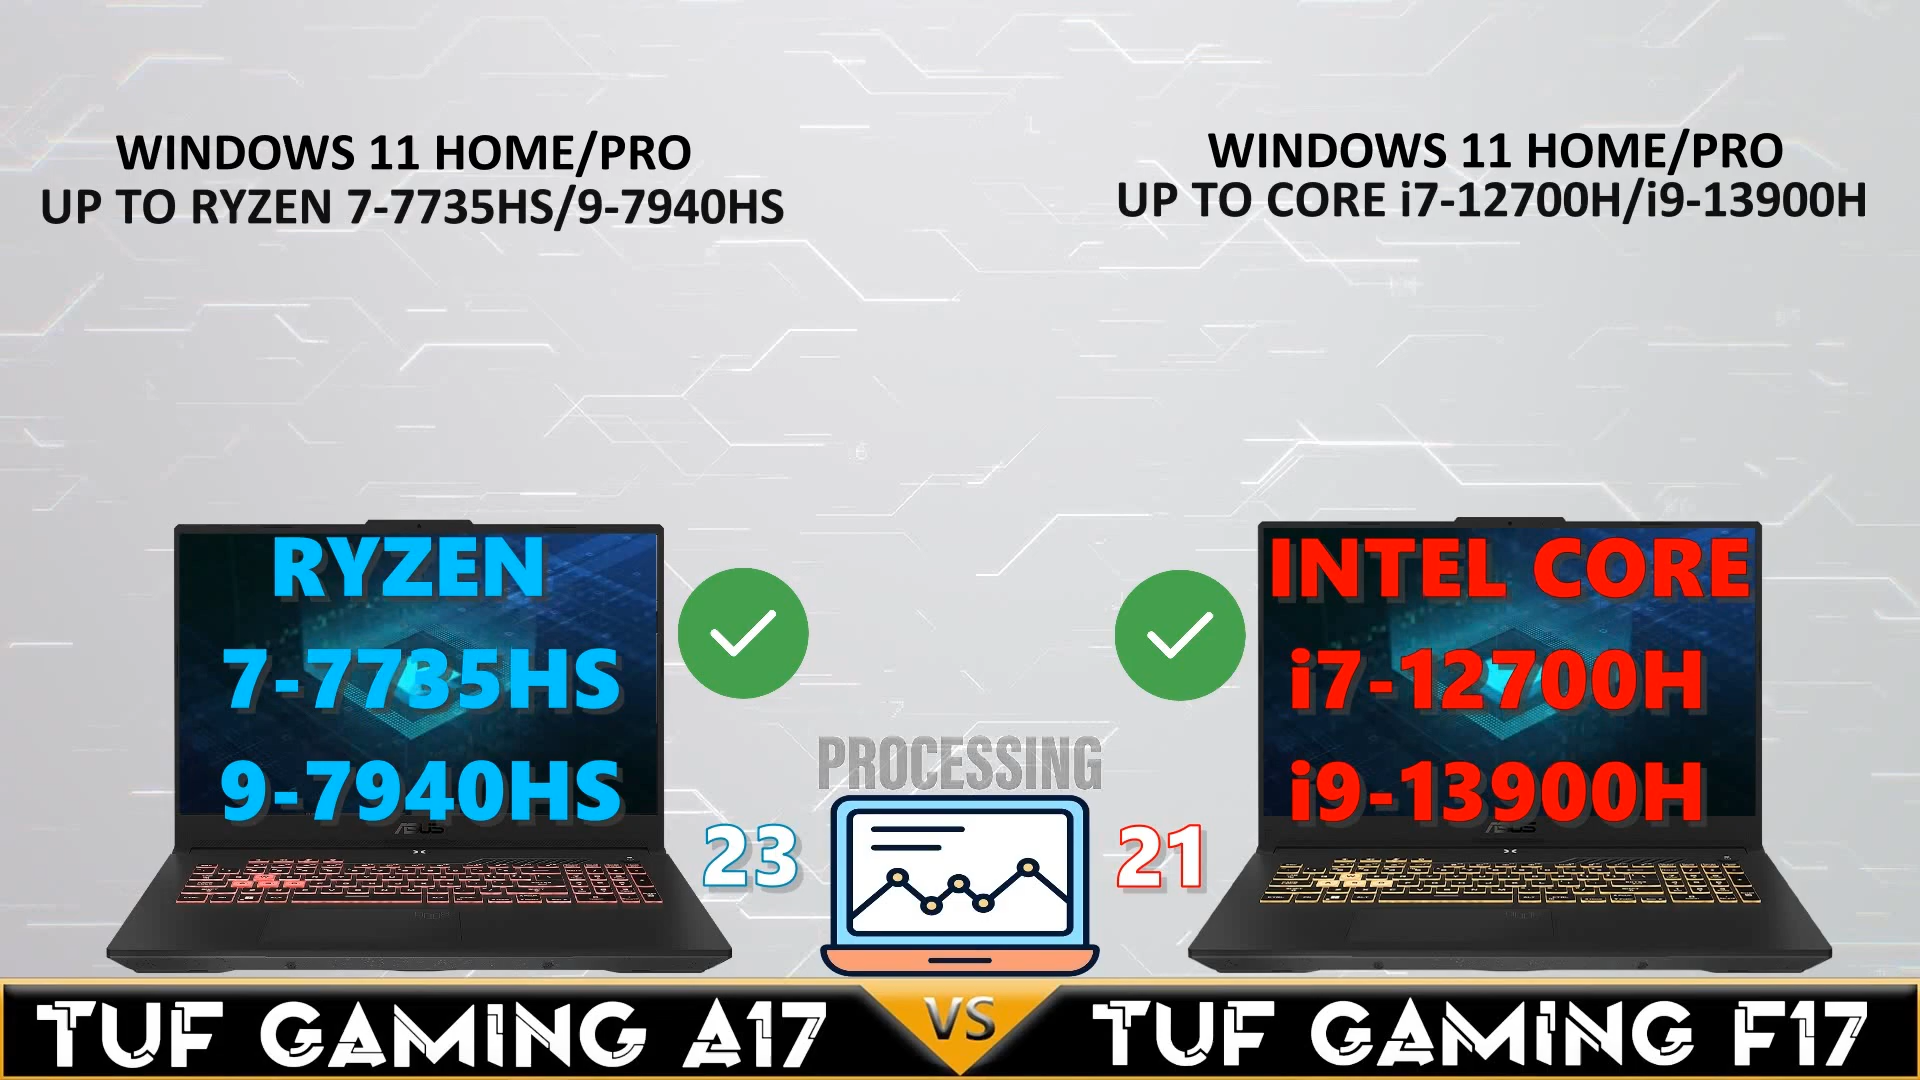 WINDOWS 11 HOME/PRO
UP TO RYZEN 7-7735HS/9-7940HS
WINDOWS 11 HOME/PRO
UP TO CORE i7-12700H/i9-13900H
RYZEN
7-7735HS
9-7940HS
INTEL CORE
i7-12700H
i9-13900H
PROCESSING
23
21
ASUS
ASUS
TUF GAMING A17
VS
TUF GAMING F17